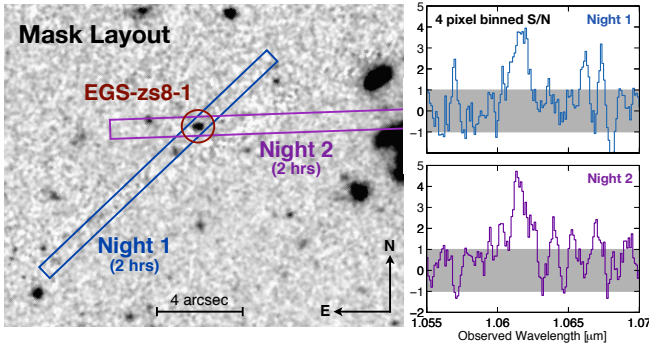 Mask Layout
EGS-zs8-1
Night 2
(2 hrs)
Night 1
(2 hrs)
4 arcsec
N
E
4 pixel binned S/N
Night 1
4
3
2
1
0
-1
Night 2
5
4
3
2
1
0
-1
-2
1.055
1.06
1.065
1.07
Observed Wavelength [μm]